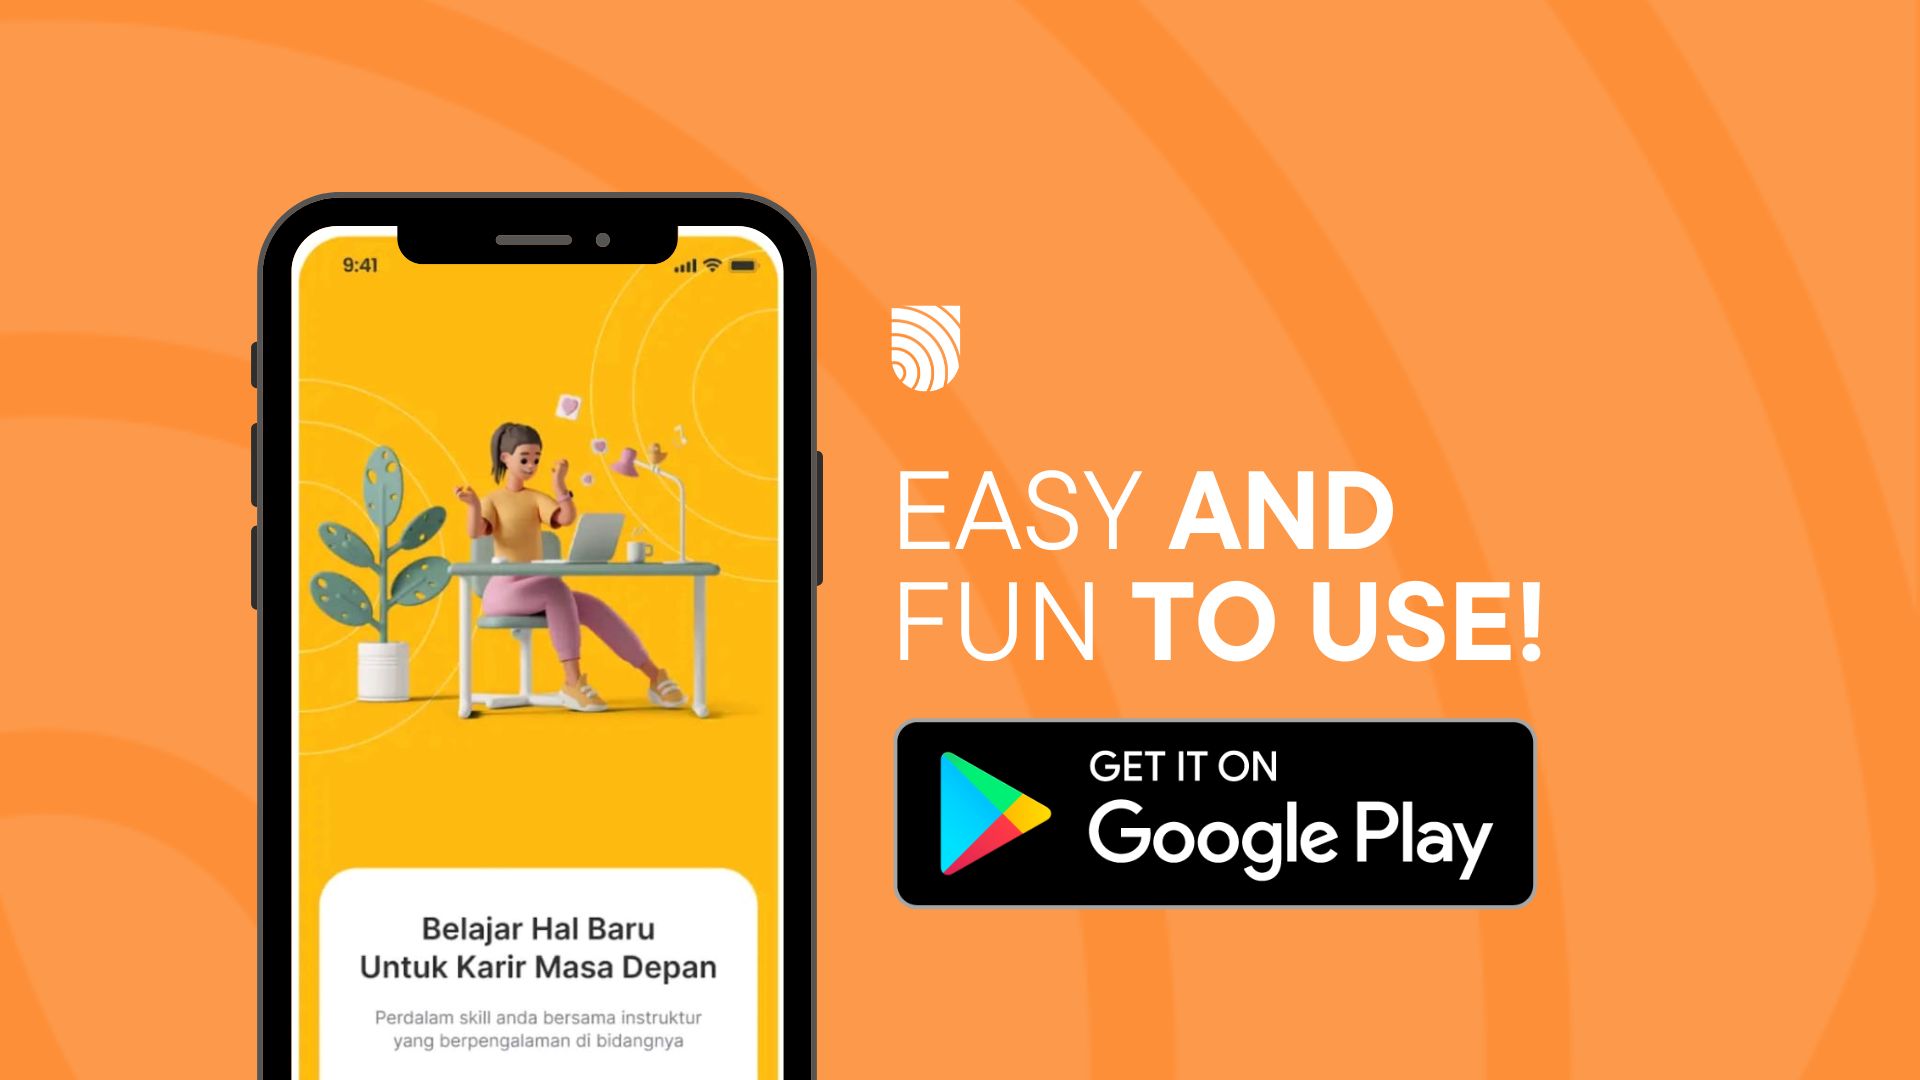 9:41
Belajar Hal Baru
Untuk Karir Masa Depan
Perdalam skill anda bersama instruktur
yang berpengalaman di bidangnya
EASY AND
FUN TO USE!
GET IT ON
Google Play